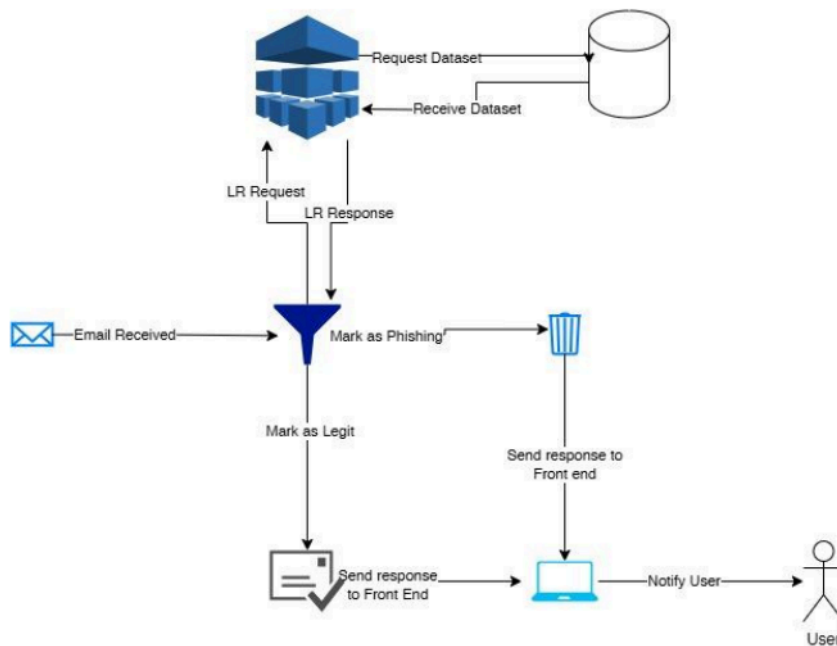 Request Dataset
Receive Dataset
LR Request
LR Response
Email Received
Mark as Phishing
Mark as Legit
Send response to
Front end
Send response
to Front End
Notify User
User